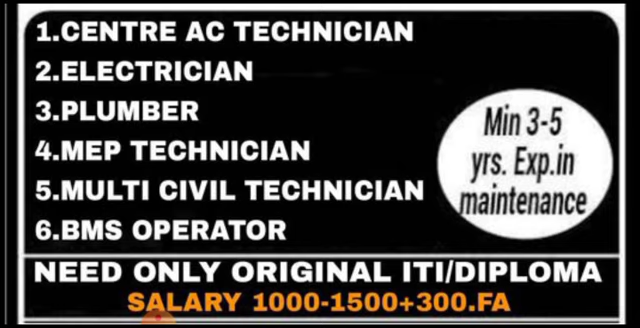 1.CENTRE AC TECHNICIAN
2.ELECTRICIAN
3.PLUMBER
4.MEP TECHNICIAN
5.MULTI CIVIL TECHNICIAN
6.BMS OPERATOR
Min 3-5
yrs. Exp.in
maintenance
NEED ONLY ORIGINAL ITI/DIPLOMA
SALARY 1000-1500+300.FA